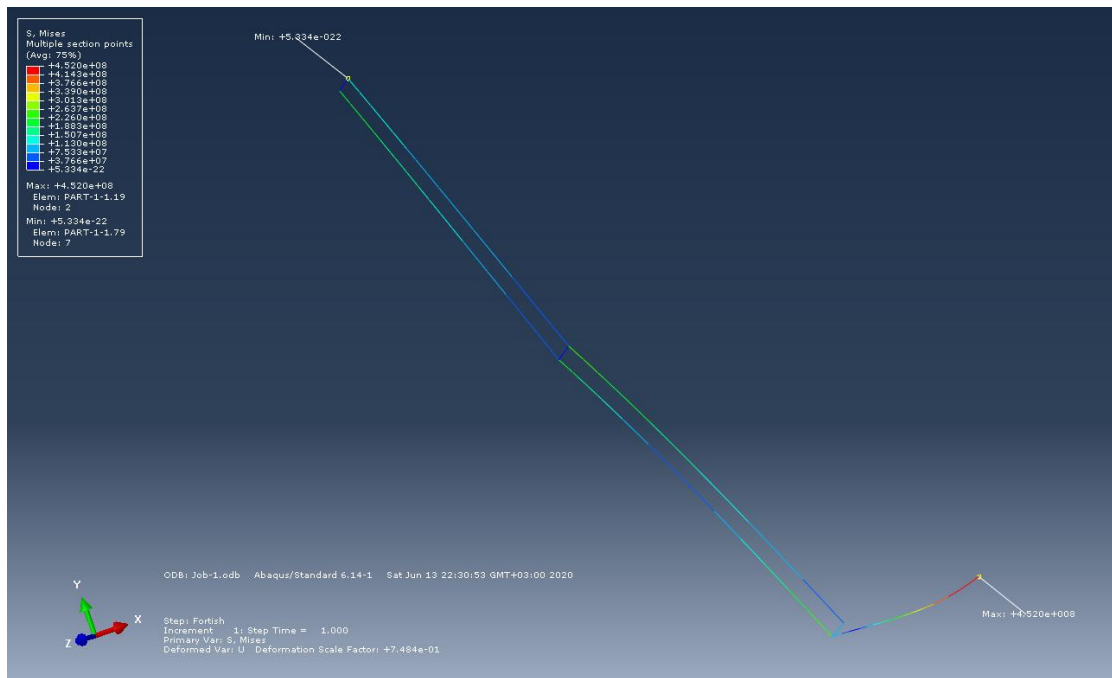 S, Mises
Multiple section points
(Avg: 75%)
+4.520e+08
+4.143e+08
+3.766e+08
+3.390e+08
+3.013e+08
+2.637e+08
+2.260e+08
+1.883e+08
+1.507e+08
+1.130e+08
+7.533e+07
+3.766e+07
+5.334e-22
Max: +4.520e+08
Elem: PART-1-1.19
Node: 2
Min: +5.334e-22
Elem: PART-1-1.79
Node: 7
Min: +5.334e-022
Max: +4.520e+008
ODB: Job-1.odb Abaqus/Standard 6.14-1 Sat Jun 13 22:30:53 GMT+03:00 2020
Y
X
Z
Step: Fortish
Increment 1: Step Time = 1.000
Primary Var: S, Mises
Deformed Var: U Deformation Scale Factor: +7.484e-01